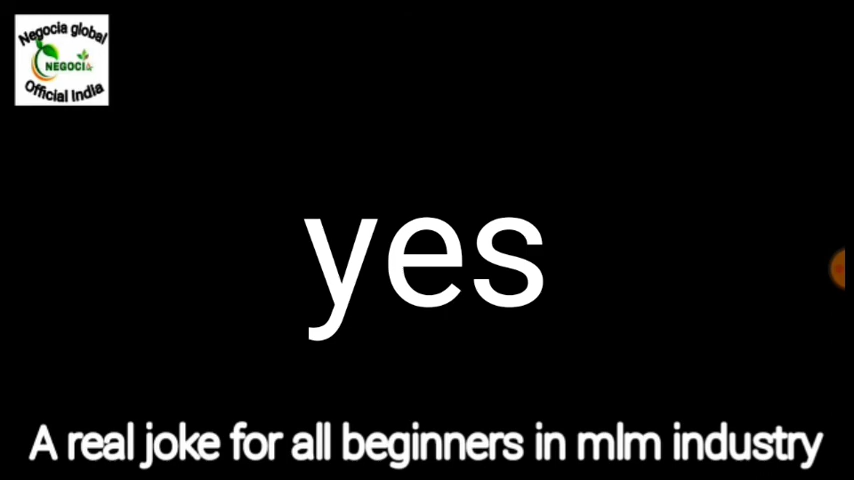 Negocia global
NEGOCIA
Official India
yes
A real joke for all beginners in mlm industry